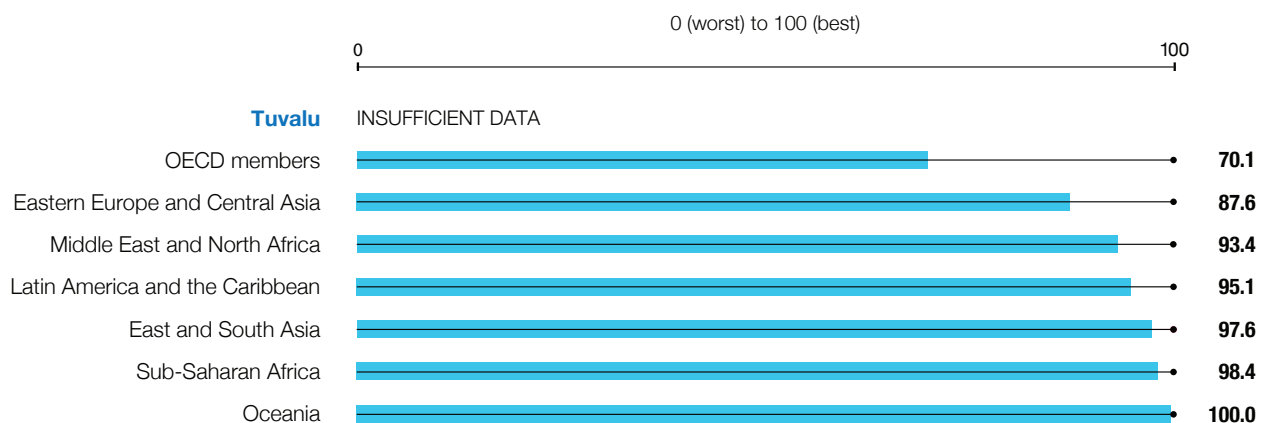 0 (worst) to 100 (best)
0 100
Tuvalu INSUFFICIENT DATA
OECD members 70.1
Eastern Europe and Central Asia 87.6
Middle East and North Africa 93.4
Latin America and the Caribbean 95.1
East and South Asia 97.6
Sub-Saharan Africa 98.4
Oceania 100.0